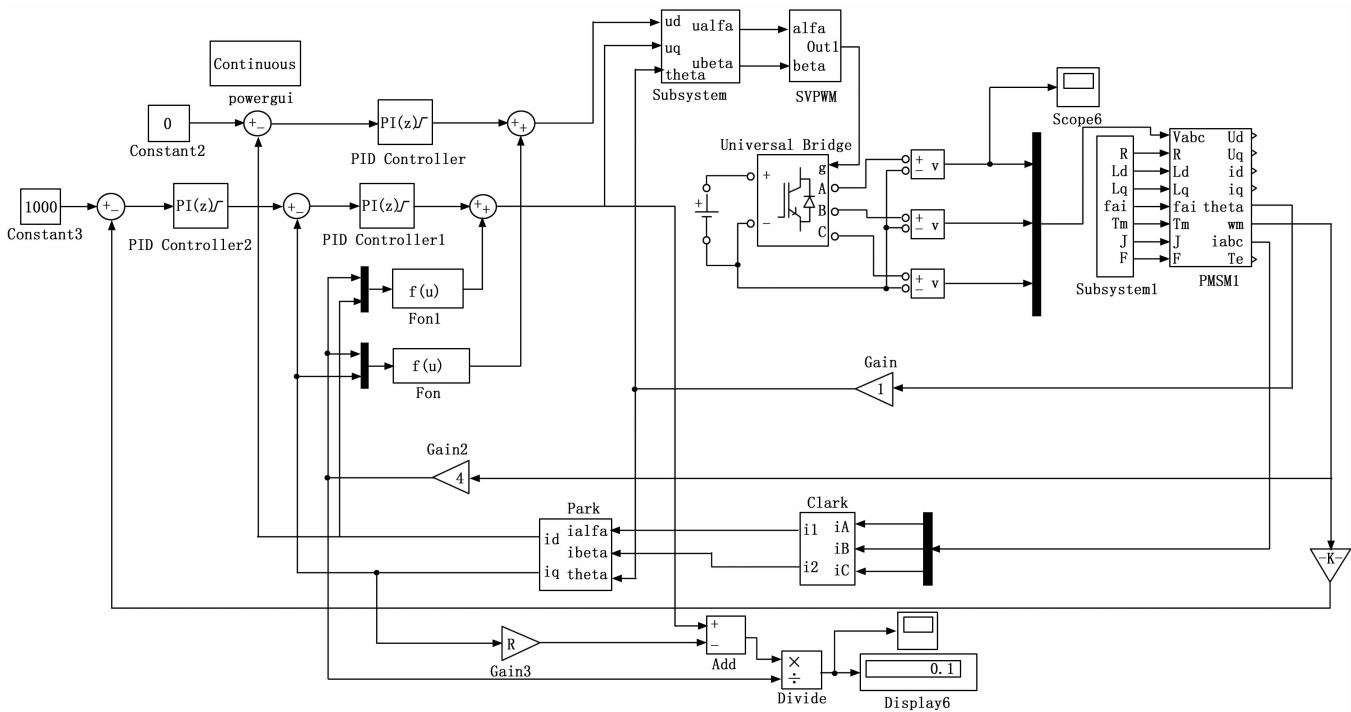 Continuous
powergui
0
Constant2
+
−
PI(z)
PID Controller
+
+
1000
Constant3
+
−
PI(z)
PID Controller2
+
−
PI(z)
PID Controller1
+
+
f(u)
Fon1
f(u)
Fon
ud
uq
theta
ualfa
ubeta
Subsystem
alfa
beta
Out1
SVPWM
Universal Bridge
+
+
−
g
A
B
C
+
−
v
+
−
v
+
−
v
Scope6
R
Ld
Lq
fai
Tm
J
F
Subsystem1
Vabc
R
Ld
Lq
fai
Tm
J
F
Ud
Uq
id
iq
theta
wm
iabc
Te
PMSM1
Gain
1
Gain2
4
Park
id
iq
ialfa
ibeta
theta
Clark
i1
i2
iA
iB
iC
-K-
R
Gain3
+
−
Add
×
÷
Divide
0.1
Display6